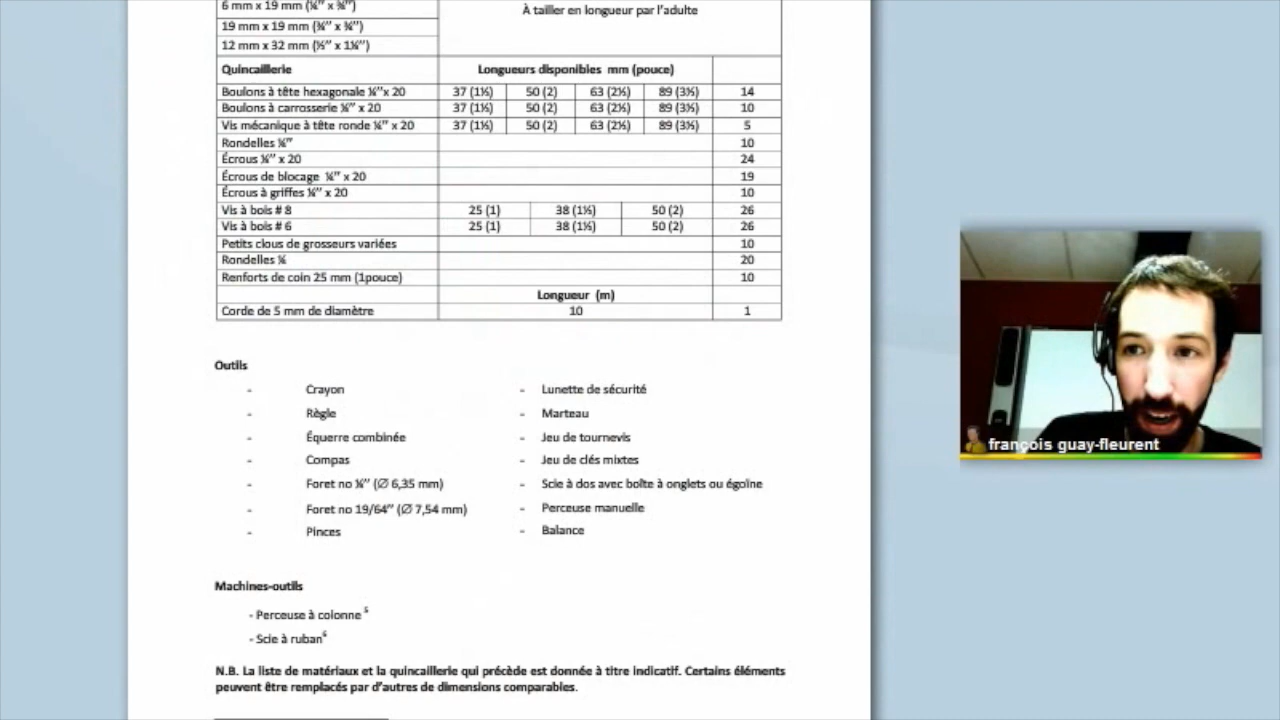 6 mm x 19 mm (¼" x ¾")
À tailler en longueur par l'adulte
19 mm x 19 mm (¾" x ¾")
12 mm x 32 mm (½" x 1¼")
Quincaillerie Longueurs disponibles mm (pouce)
Boulons à tête hexagonale ¼"x 20 37 (1½) 50 (2) 63 (2½) 89 (3½) 14
Boulons à carrosserie ¼" x 20 37 (1½) 50 (2) 63 (2½) 89 (3½) 10
Vis mécanique à tête ronde ¼" x 20 37 (1½) 50 (2) 63 (2½) 89 (3½) 5
Rondelles ¼" 10
Écrous ¼" x 20 24
Écrous de blocage ¼" x 20 19
Écrous à griffes ¼" x 20 10
Vis à bois # 8 25 (1) 38 (1½) 50 (2) 26
Vis à bois # 6 25 (1) 38 (1½) 50 (2) 26
Petits clous de grosseurs variées 10
Rondelles ¼ 20
Renforts de coin 25 mm (1pouce) 10
Longueur (m)
Corde de 5 mm de diamètre 10 1
Outils
- Crayon - Lunette de sécurité
- Règle - Marteau
- Équerre combinée - Jeu de tournevis
- Compas - Jeu de clés mixtes
- Foret no ¼" (∅ 6,35 mm) - Scie à dos avec boîte à onglets ou égoïne
- Foret no 19/64" (∅ 7,54 mm) - Perceuse manuelle
- Pinces - Balance
Machines-outils
- Perceuse à colonne 5
- Scie à ruban6
N.B. La liste de matériaux et la quincaillerie qui précède est donnée à titre indicatif. Certains éléments
peuvent être remplacés par d'autres de dimensions comparables.
françois guay-fleurent